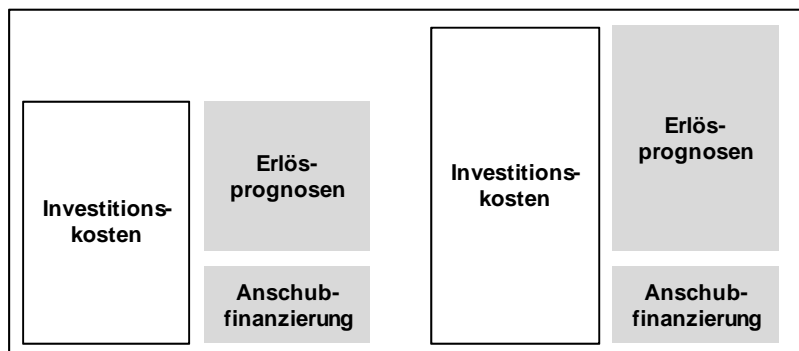 Investitions-
kosten
Erlös-
prognosen
Anschub-
finanzierung
Investitions-
kosten
Erlös-
prognosen
Anschub-
finanzierung